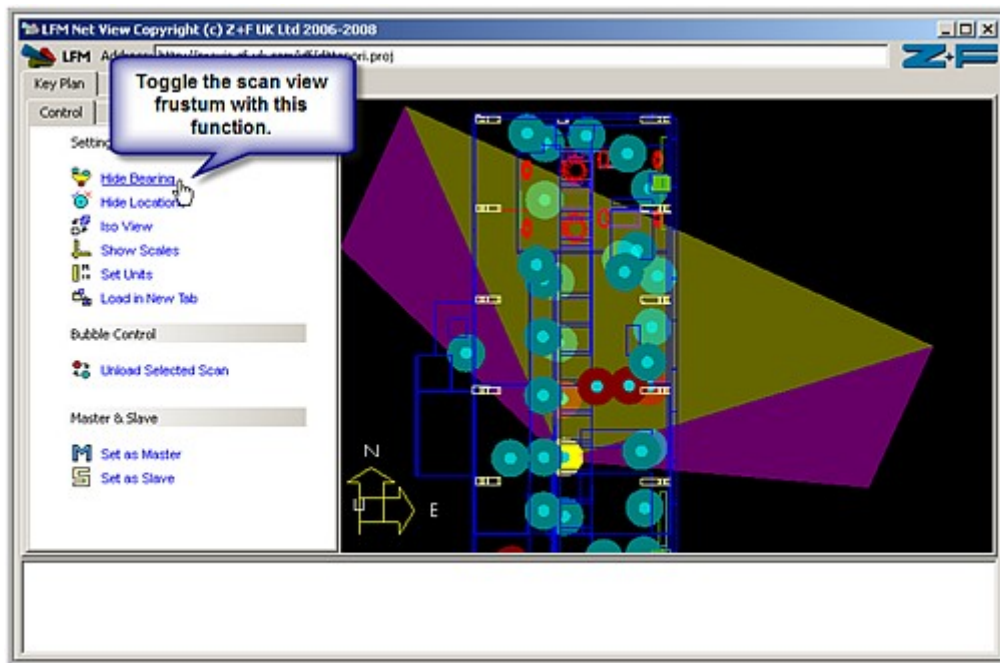 LFM Net View Copyright (c) Z+F UK Ltd 2006-2008
LFM
Z+F
Key Plan
Control
Toggle the scan view
frustum with this
function.
Hide Bearing
Hide Location
Iso View
Show Scales
Set Units
Load in New Tab
Bubble Control
Unload Selected Scan
Master & Slave
Set as Master
Set as Slave
N
U
E